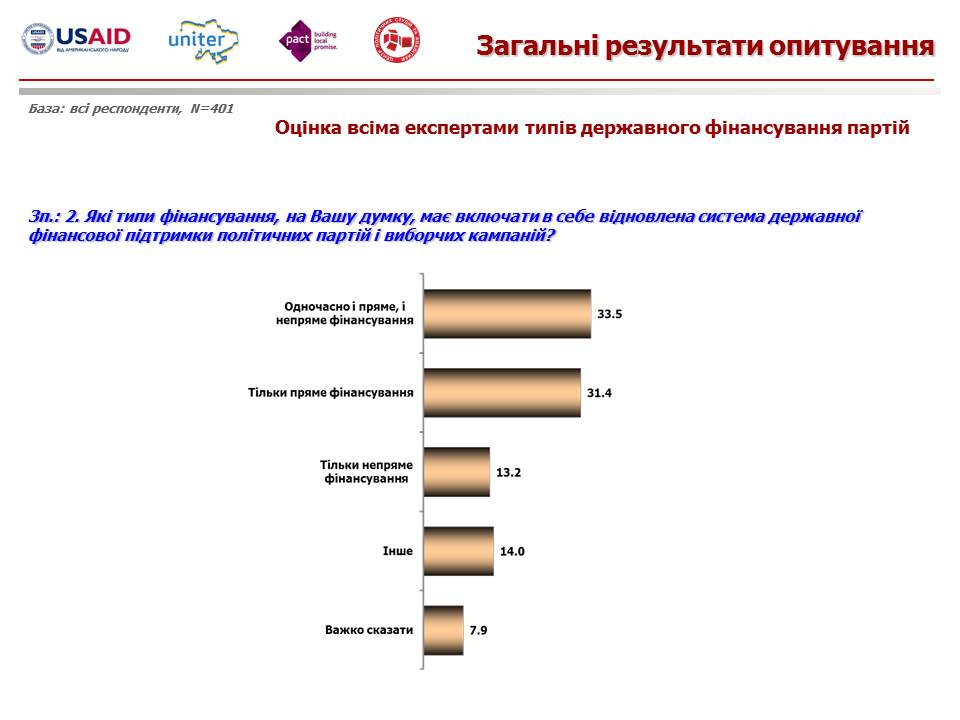 USAID
ВІД АМЕРИКАНСЬКОГО НАРОДУ
uniter
pact
building
local
promise.
Загальні результати опитування
База: всі респонденти, N=401
Оцінка всіма експертами типів державного фінансування партій
Зп.: 2. Які типи фінансування, на Вашу думку, має включати в себе відновлена система державної
фінансової підтримки політичних партій і виборчих кампаній?
Одночасно і пряме, і
непряме фінансування
33.5
Тільки пряме фінансування
31.4
Тільки непряме
фінансування
13.2
Інше
14.0
Важко сказати
7.9